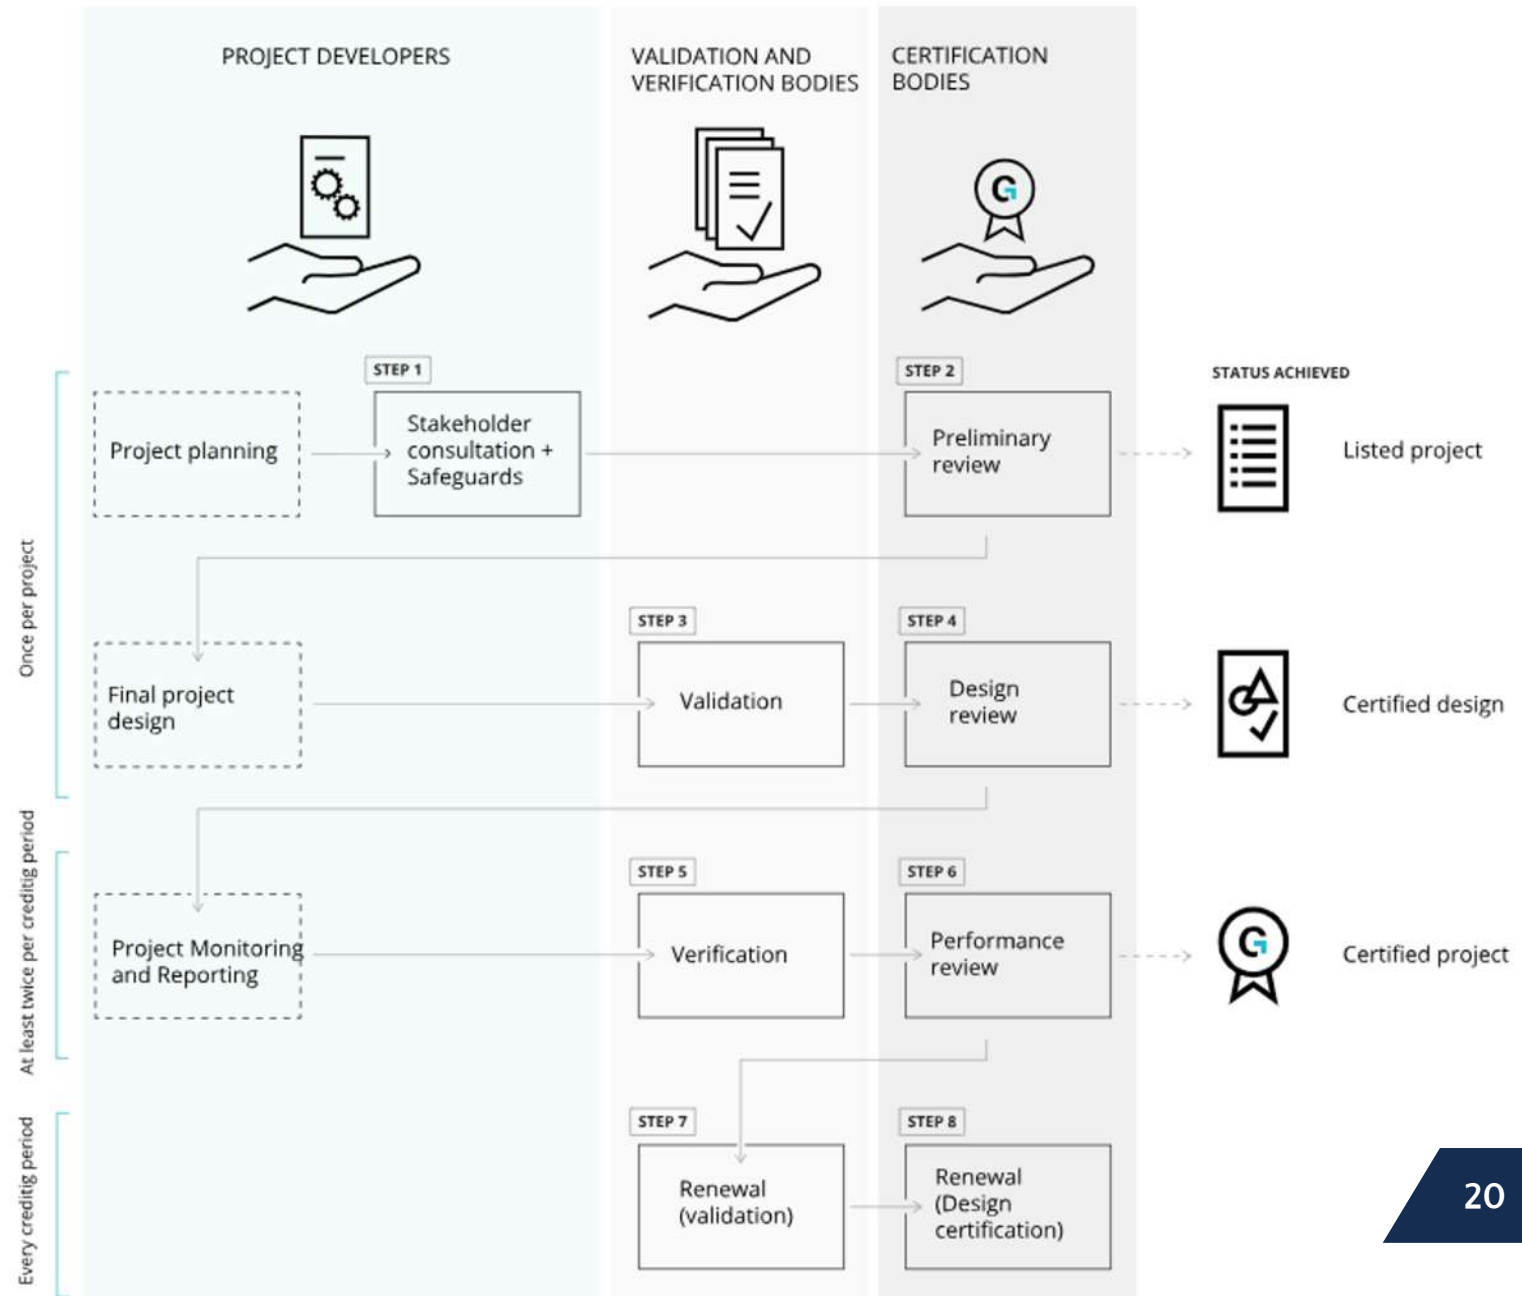 PROJECT DEVELOPERS
VALIDATION AND
VERIFICATION BODIES
CERTIFICATION
BODIES
G
STEP 1
STEP 2
STATUS ACHIEVED
Project planning
Stakeholder
consultation +
Safeguards
Preliminary
review
Listed project
Once per project
STEP 3
STEP 4
Final project
design
Validation
Design
review
Certified design
At least twice per creditig period
STEP 5
STEP 6
Project Monitoring
and Reporting
Verification
Performance
review
G
Certified project
Every creditig period
STEP 7
STEP 8
Renewal
(validation)
Renewal
(Design
certification)
20